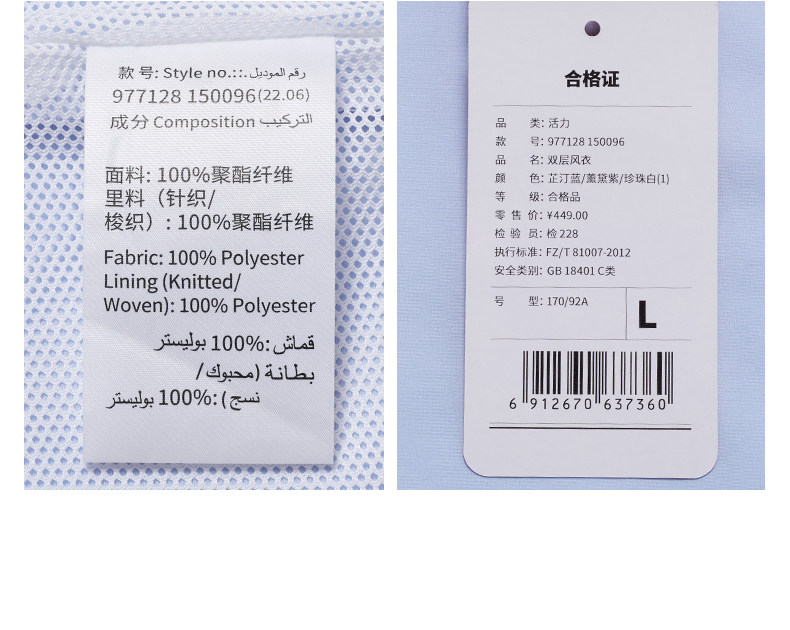 款 号: Style no.::. رقم الموديل
977128 150096(22.06)
成分 Composition التركيب
面料: 100%聚酯纤维
里料（针织/
梭织）: 100%聚酯纤维
Fabric: 100% Polyester
Lining (Knitted/
Woven): 100% Polyester
قماش:100% بوليستر
بطانة (محبوك/
نسج):100% بوليستر
合格证
品 类: 活力
款 号: 977128 150096
品 名: 双层风衣
颜 色: 芷汀蓝/薰黛紫/珍珠白(1)
等 级: 合格品
零 售 价: ¥449.00
检 验 员: 检 228
执行标准: FZ/T 81007-2012
安全类别: GB 18401 C类
号 型: 170/92A
L
6 912670 637360